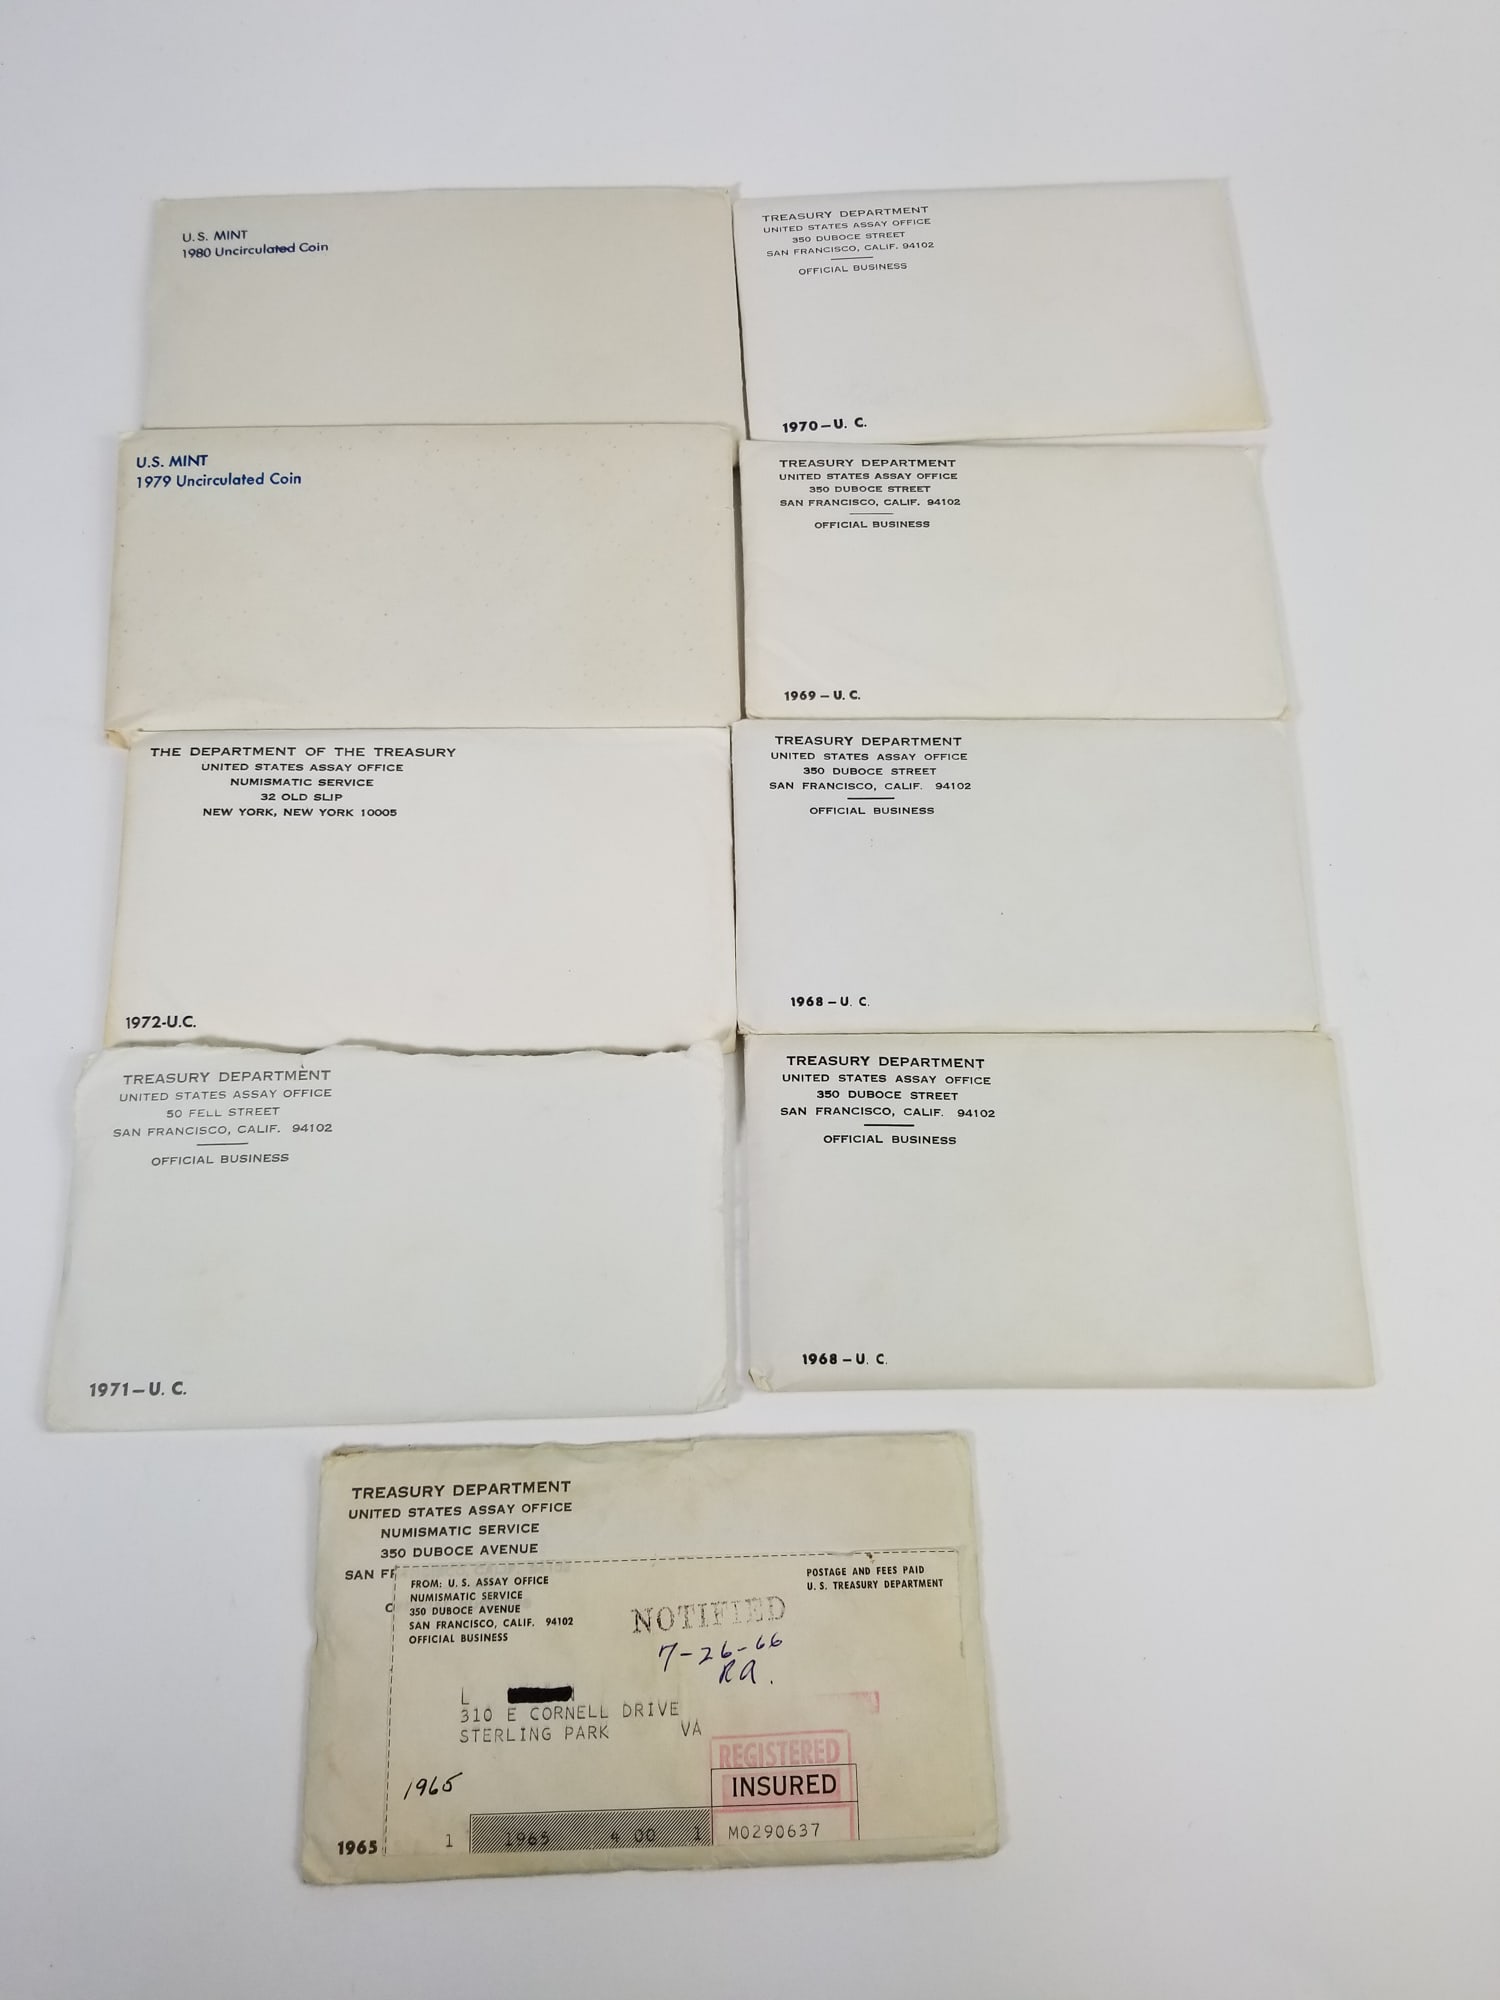 U.S. MINT
1980 Uncirculated Coin
TREASURY DEPARTMENT
UNITED STATES ASSAY OFFICE
350 DUBOCE STREET
SAN FRANCISCO, CALIF. 94102
OFFICIAL BUSINESS
1970-U. C.
U.S. MINT
1979 Uncirculated Coin
TREASURY DEPARTMENT
UNITED STATES ASSAY OFFICE
350 DUBOCE STREET
SAN FRANCISCO, CALIF. 94102
OFFICIAL BUSINESS
1969 - U. C.
THE DEPARTMENT OF THE TREASURY
UNITED STATES ASSAY OFFICE
NUMISMATIC SERVICE
32 OLD SLIP
NEW YORK, NEW YORK 10005
1972-U.C.
TREASURY DEPARTMENT
UNITED STATES ASSAY OFFICE
350 DUBOCE STREET
SAN FRANCISCO, CALIF. 94102
OFFICIAL BUSINESS
1968 - U. C.
TREASURY DEPARTMENT
UNITED STATES ASSAY OFFICE
50 FELL STREET
SAN FRANCISCO, CALIF. 94102
OFFICIAL BUSINESS
1971-U. C.
TREASURY DEPARTMENT
UNITED STATES ASSAY OFFICE
350 DUBOCE STREET
SAN FRANCISCO, CALIF. 94102
OFFICIAL BUSINESS
1968 - U. C.
TREASURY DEPARTMENT
UNITED STATES ASSAY OFFICE
NUMISMATIC SERVICE
350 DUBOCE AVENUE
SAN
FROM: U. S. ASSAY OFFICE
NUMISMATIC SERVICE
350 DUBOCE AVENUE
SAN FRANCISCO, CALIF. 94102
OFFICIAL BUSINESS
POSTAGE AND FEES PAID
U. S. TREASURY DEPARTMENT
NOTIFIED
7-26-66
RA.
L
310 E CORNELL DRIVE
STERLING PARK VA
REGISTERED
INSURED
M0290637
1965
1965
1 1965 4 00 1